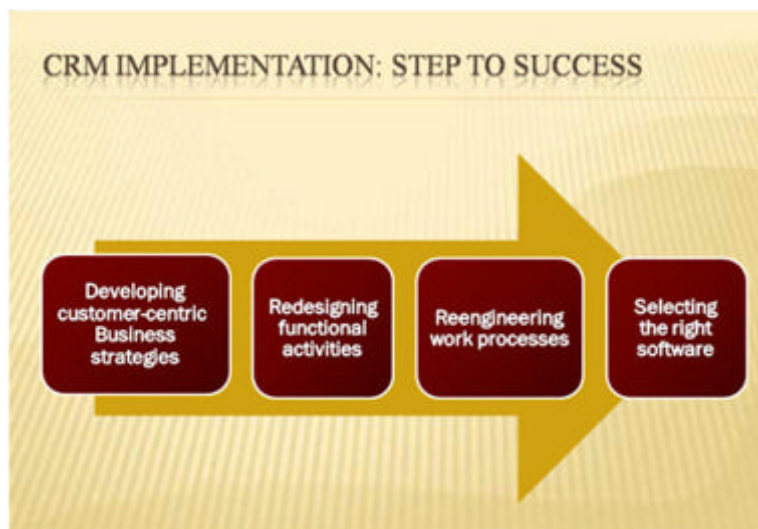 CRM IMPLEMENTATION: STEP TO SUCCESS
Developing
customer-centric
Business
strategies
Redesigning
functional
activities
Reengineering
work processes
Selecting
the right
software